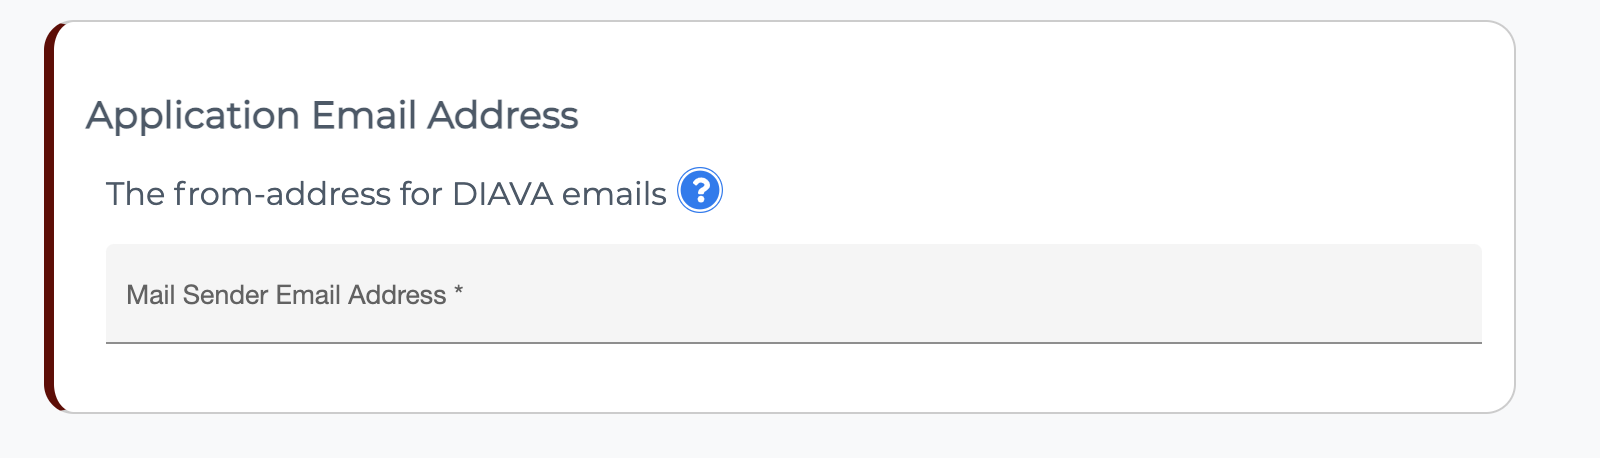 Application Email Address
The from-address for DIAVA emails ?
Mail Sender Email Address *